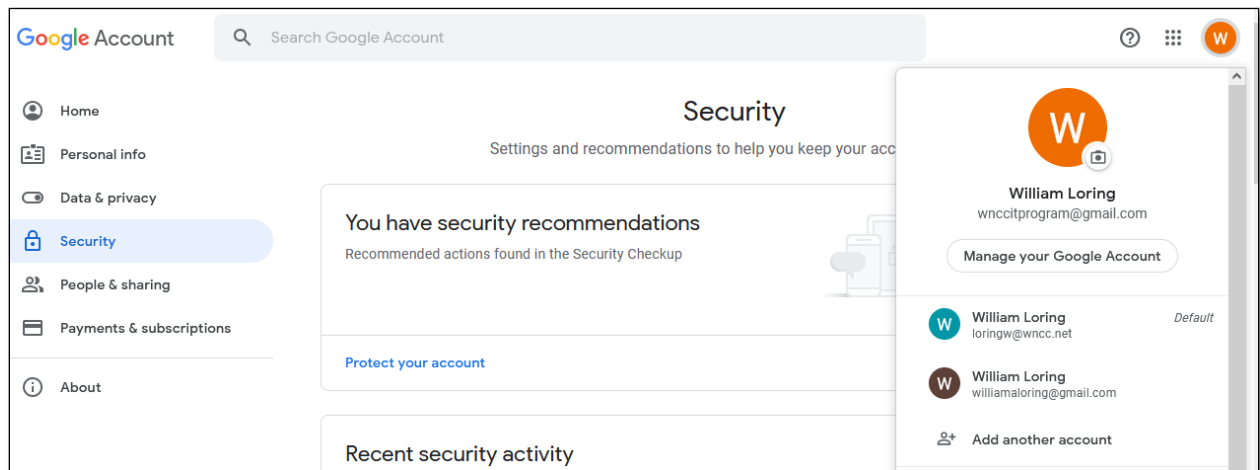 Google Account
Search Google Account
W
Home
Personal info
Data & privacy
Security
People & sharing
Payments & subscriptions
About
Security
Settings and recommendations to help you keep your acc
You have security recommendations
Recommended actions found in the Security Checkup
Protect your account
Recent security activity
W
William Loring
wnccitprogram@gmail.com
Manage your Google Account
W
William Loring
Default
loringw@wncc.net
W
William Loring
williamaloring@gmail.com
Add another account